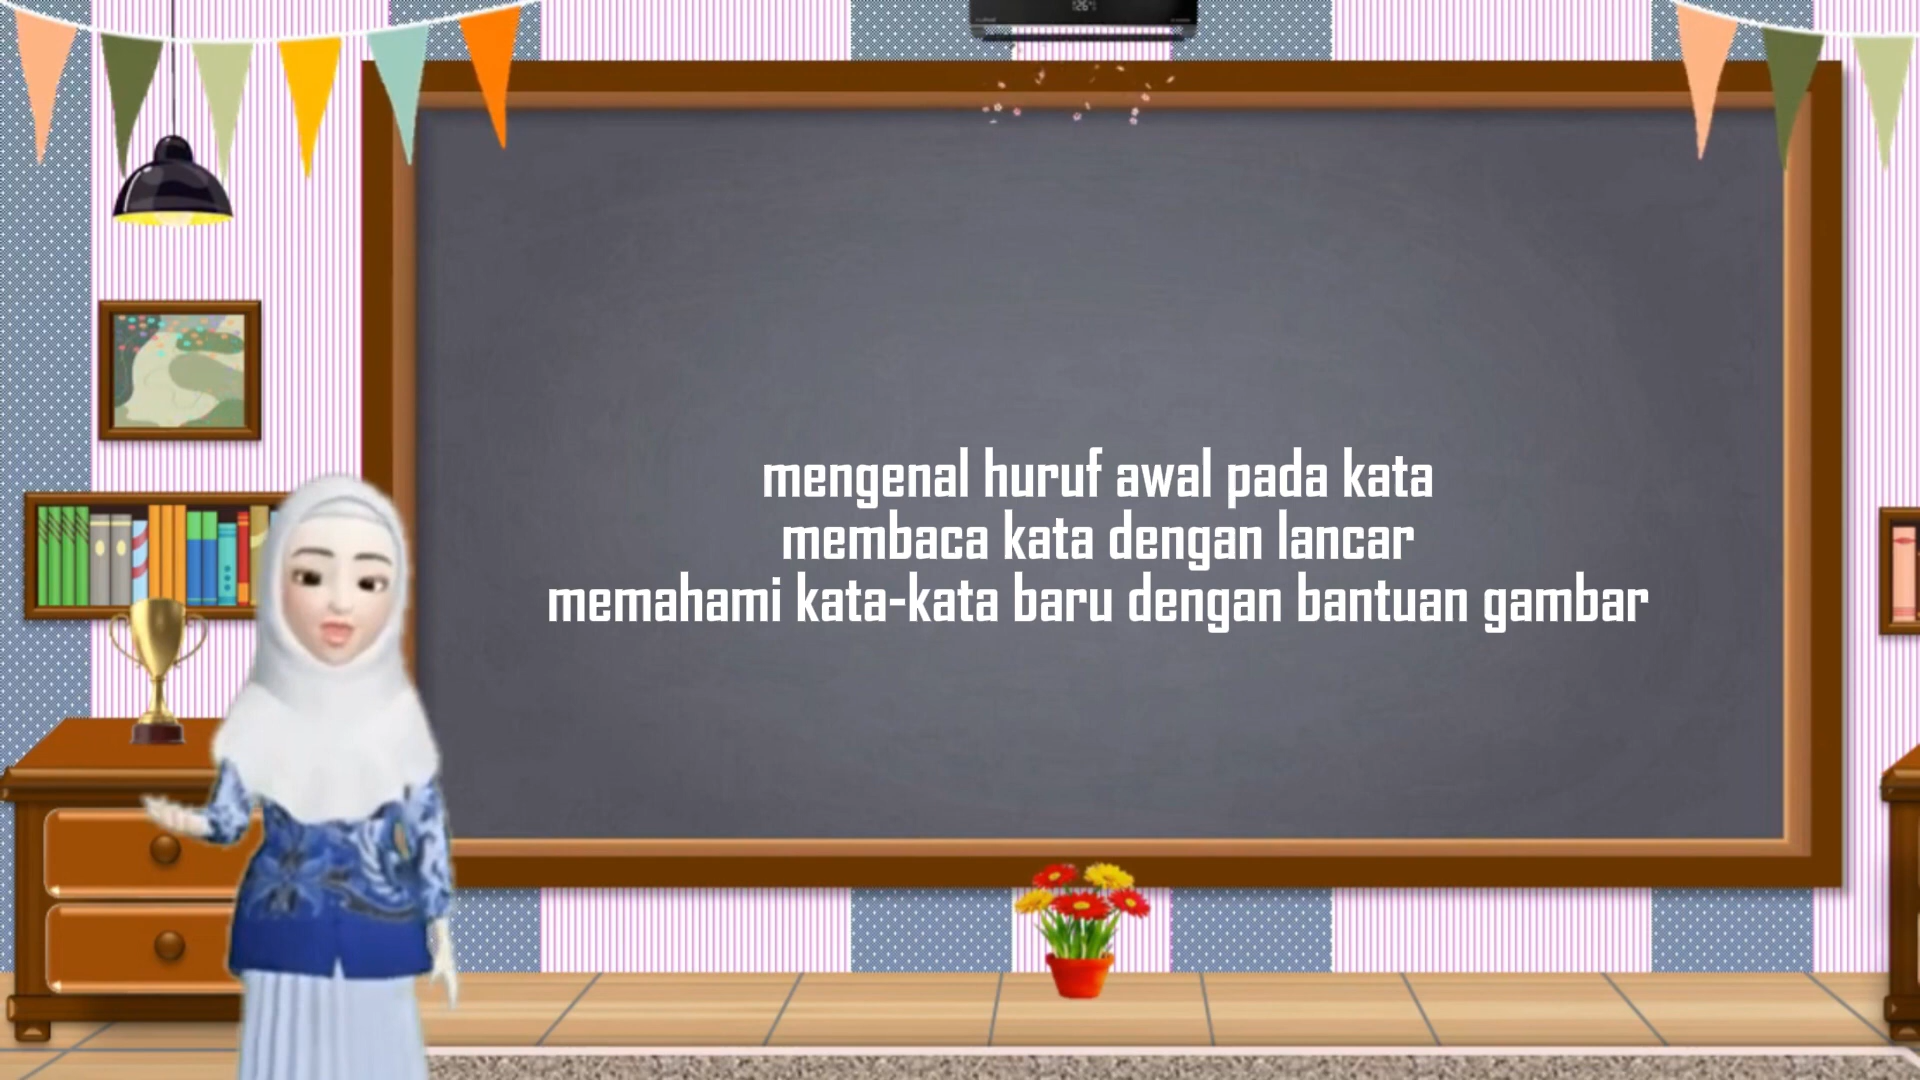 mengenal huruf awal pada kata
membaca kata dengan lancar
memahami kata-kata baru dengan bantuan gambar